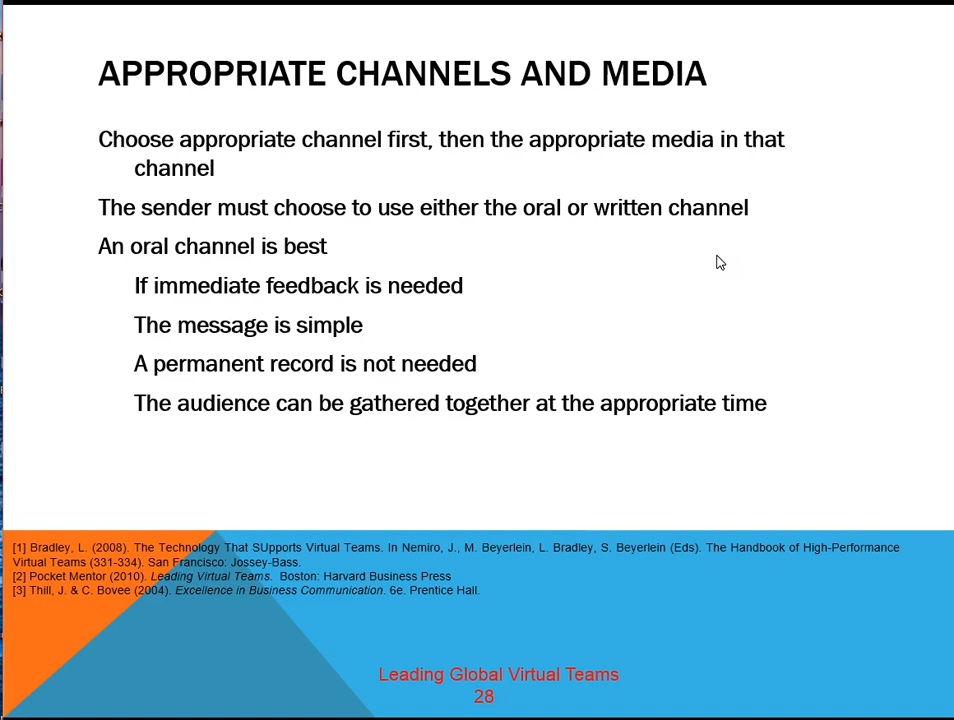 APPROPRIATE CHANNELS AND MEDIA
Choose appropriate channel first, then the appropriate media in that
channel
The sender must choose to use either the oral or written channel
An oral channel is best
If immediate feedback is needed
The message is simple
A permanent record is not needed
The audience can be gathered together at the appropriate time
[1] Bradley, L. (2008). The Technology That SUpports Virtual Teams. In Nemiro, J., M. Beyerlein, L. Bradley, S. Beyerlein (Eds). The Handbook of High-Performance
Virtual Teams (331-334). San Francisco: Jossey-Bass.
[2] Pocket Mentor (2010). Leading Virtual Teams. Boston: Harvard Business Press
[3] Thill, J. & C. Bovee (2004). Excellence in Business Communication. 6e. Prentice Hall.
Leading Global Virtual Teams
28